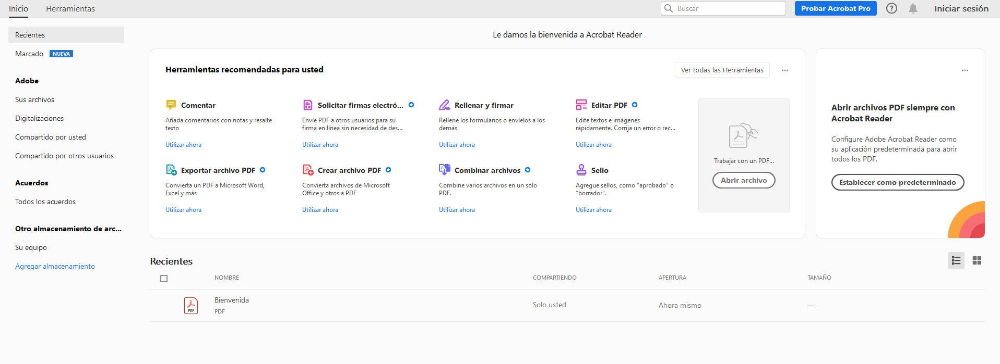 Inicio
Herramientas
Buscar
Probar Acrobat Pro
?
Iniciar sesión
Recientes
Marcado NUEVA
Adobe
Sus archivos
Digitalizaciones
Compartido por usted
Compartido por otros usuarios
Acuerdos
Todos los acuerdos
Otro almacenamiento de arc...
Su equipo
Agregar almacenamiento
Le damos la bienvenida a Acrobat Reader
Herramientas recomendadas para usted
Ver todas las Herramientas
...
Comentar
Añada comentarios con notas y resalte
texto
Utilizar ahora
Solicitar firmas electró...
Envíe PDF a otros usuarios para su
firma en línea sin necesidad de des...
Utilizar ahora
Rellenar y firmar
Rellene los formularios o envíelos a los
demás
Utilizar ahora
Editar PDF
Edite textos e imágenes
rápidamente. Corrija un error o rec...
Utilizar ahora
Exportar archivo PDF
Convierta un PDF a Microsoft Word,
Excel y más
Utilizar ahora
Crear archivo PDF
Convierta archivos de Microsoft
Office y otros a PDF
Utilizar ahora
Combinar archivos
Combine varios archivos en un solo
PDF.
Utilizar ahora
Sello
Agregue sellos, como “aprobado” o
“borrador”.
Utilizar ahora
Trabajar con un PDF...
Abrir archivo
...
Abrir archivos PDF siempre con
Acrobat Reader
Configure Adobe Acrobat Reader como
su aplicación predeterminada para abrir
todos los PDF.
Establecer como predeterminado
Recientes
NOMBRE
COMPARTIENDO
APERTURA
TAMAÑO
PDF
Bienvenida
PDF
Solo usted
Ahora mismo
—